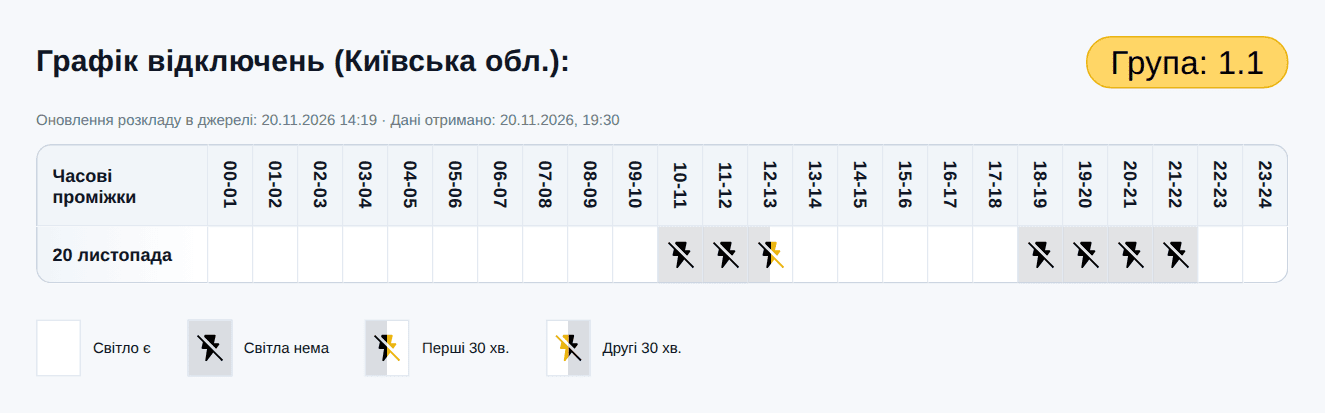 Графік відключень (Київська обл.):
Група: 1.1
Оновлення розкладу в джерелі: 20.11.2026 14:19 · Дані отримано: 20.11.2026, 19:30
Часові
проміжки
00-01
01-02
02-03
03-04
04-05
05-06
06-07
07-08
08-09
09-10
10-11
11-12
12-13
13-14
14-15
15-16
16-17
17-18
18-19
19-20
20-21
21-22
22-23
23-24
20 листопада
Світло є
Світла нема
Перші 30 хв.
Другі 30 хв.